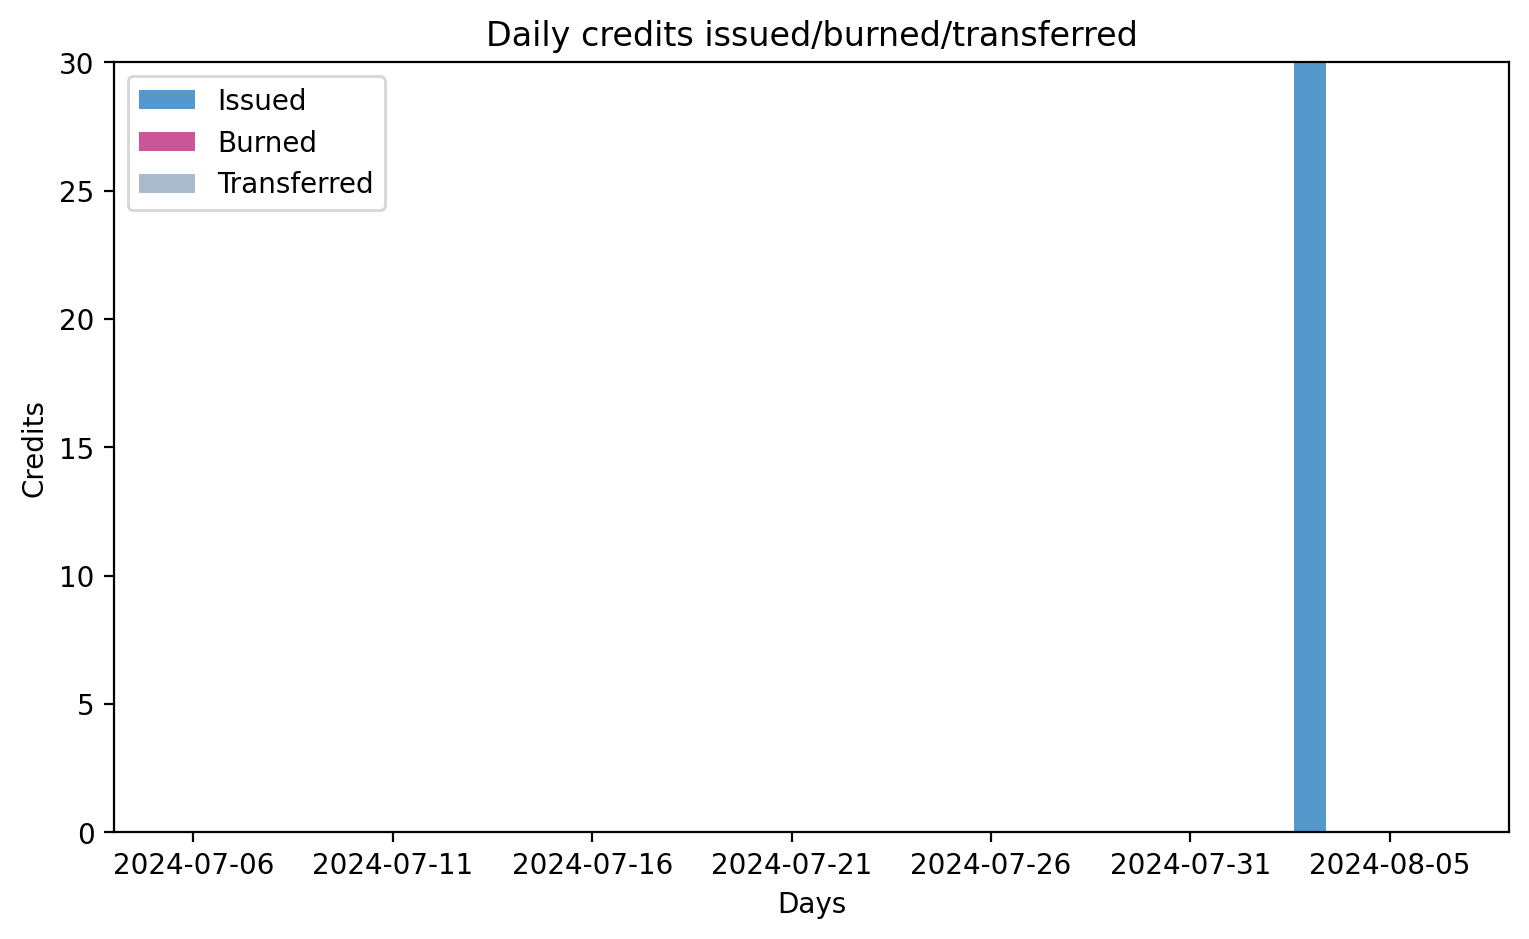 Daily credits issued/burned/transferred
30
25
20
15
10
5
0
Credits
Issued
Burned
Transferred
2024-07-06 2024-07-11 2024-07-16 2024-07-21 2024-07-26 2024-07-31 2024-08-05
Days